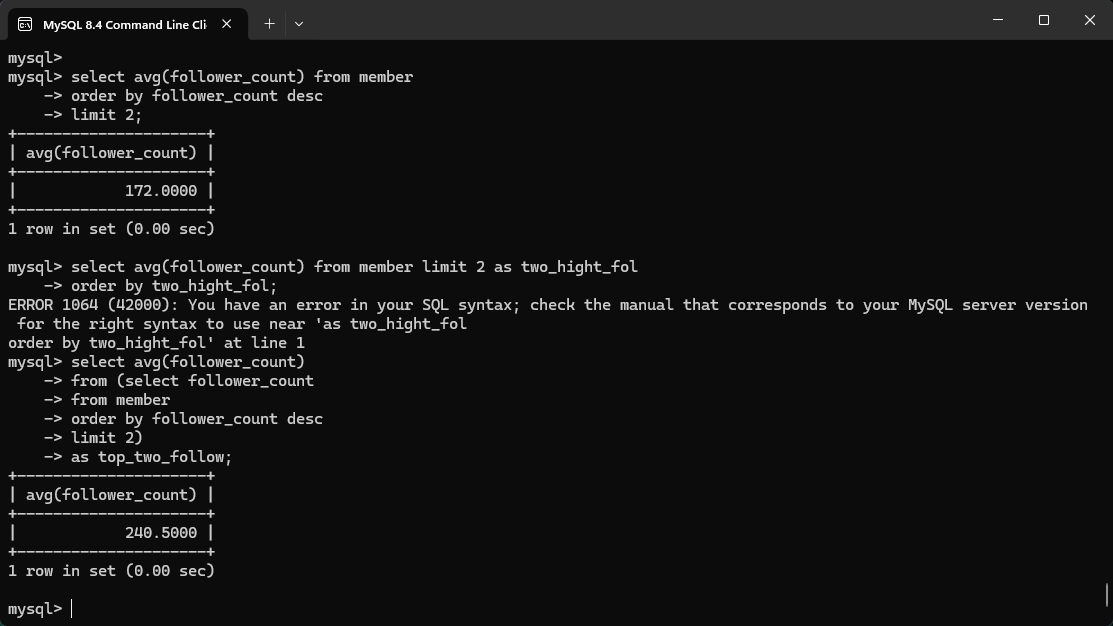 MySQL 8.4 Command Line Cli
mysql>
mysql> select avg(follower_count) from member
    -> order by follower_count desc
    -> limit 2;
+---------------------+
| avg(follower_count) |
+---------------------+
|            172.0000 |
+---------------------+
1 row in set (0.00 sec)

mysql> select avg(follower_count) from member limit 2 as two_hight_fol
    -> order by two_hight_fol;
ERROR 1064 (42000): You have an error in your SQL syntax; check the manual that corresponds to your MySQL server version
 for the right syntax to use near 'as two_hight_fol
order by two_hight_fol' at line 1
mysql> select avg(follower_count)
    -> from (select follower_count
    -> from member
    -> order by follower_count desc
    -> limit 2)
    -> as top_two_follow;
+---------------------+
| avg(follower_count) |
+---------------------+
|            240.5000 |
+---------------------+
1 row in set (0.00 sec)

mysql>